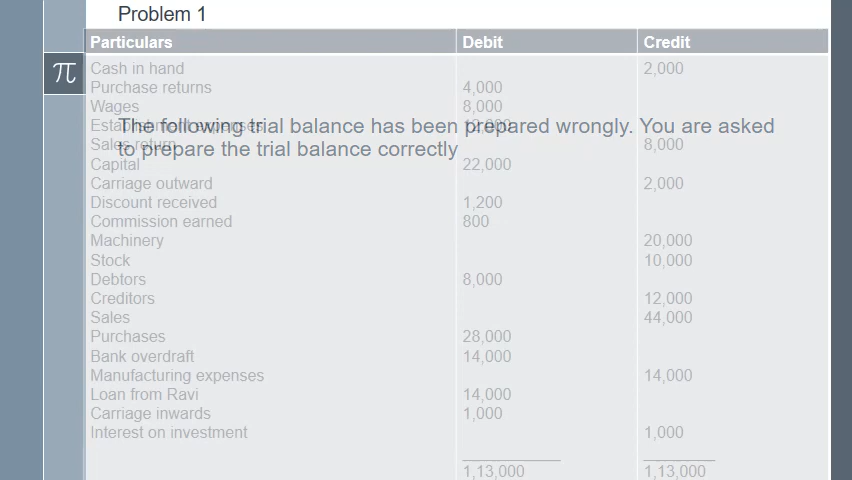 Problem 1
Particulars Debit Credit
π
Cash in hand 2,000
Purchase returns 4,000
Wages 8,000
Establishment expenses
The following trial balance has been prepared wrongly. You are asked
to prepare the trial balance correctly
Sales return 8,000
Capital 22,000
Carriage outward 2,000
Discount received 1,200
Commission earned 800
Machinery 20,000
Stock 10,000
Debtors 8,000
Creditors 12,000
Sales 44,000
Purchases 28,000
Bank overdraft 14,000
Manufacturing expenses 14,000
Loan from Ravi 14,000
Carriage inwards 1,000
Interest on investment 1,000
1,13,000 1,13,000